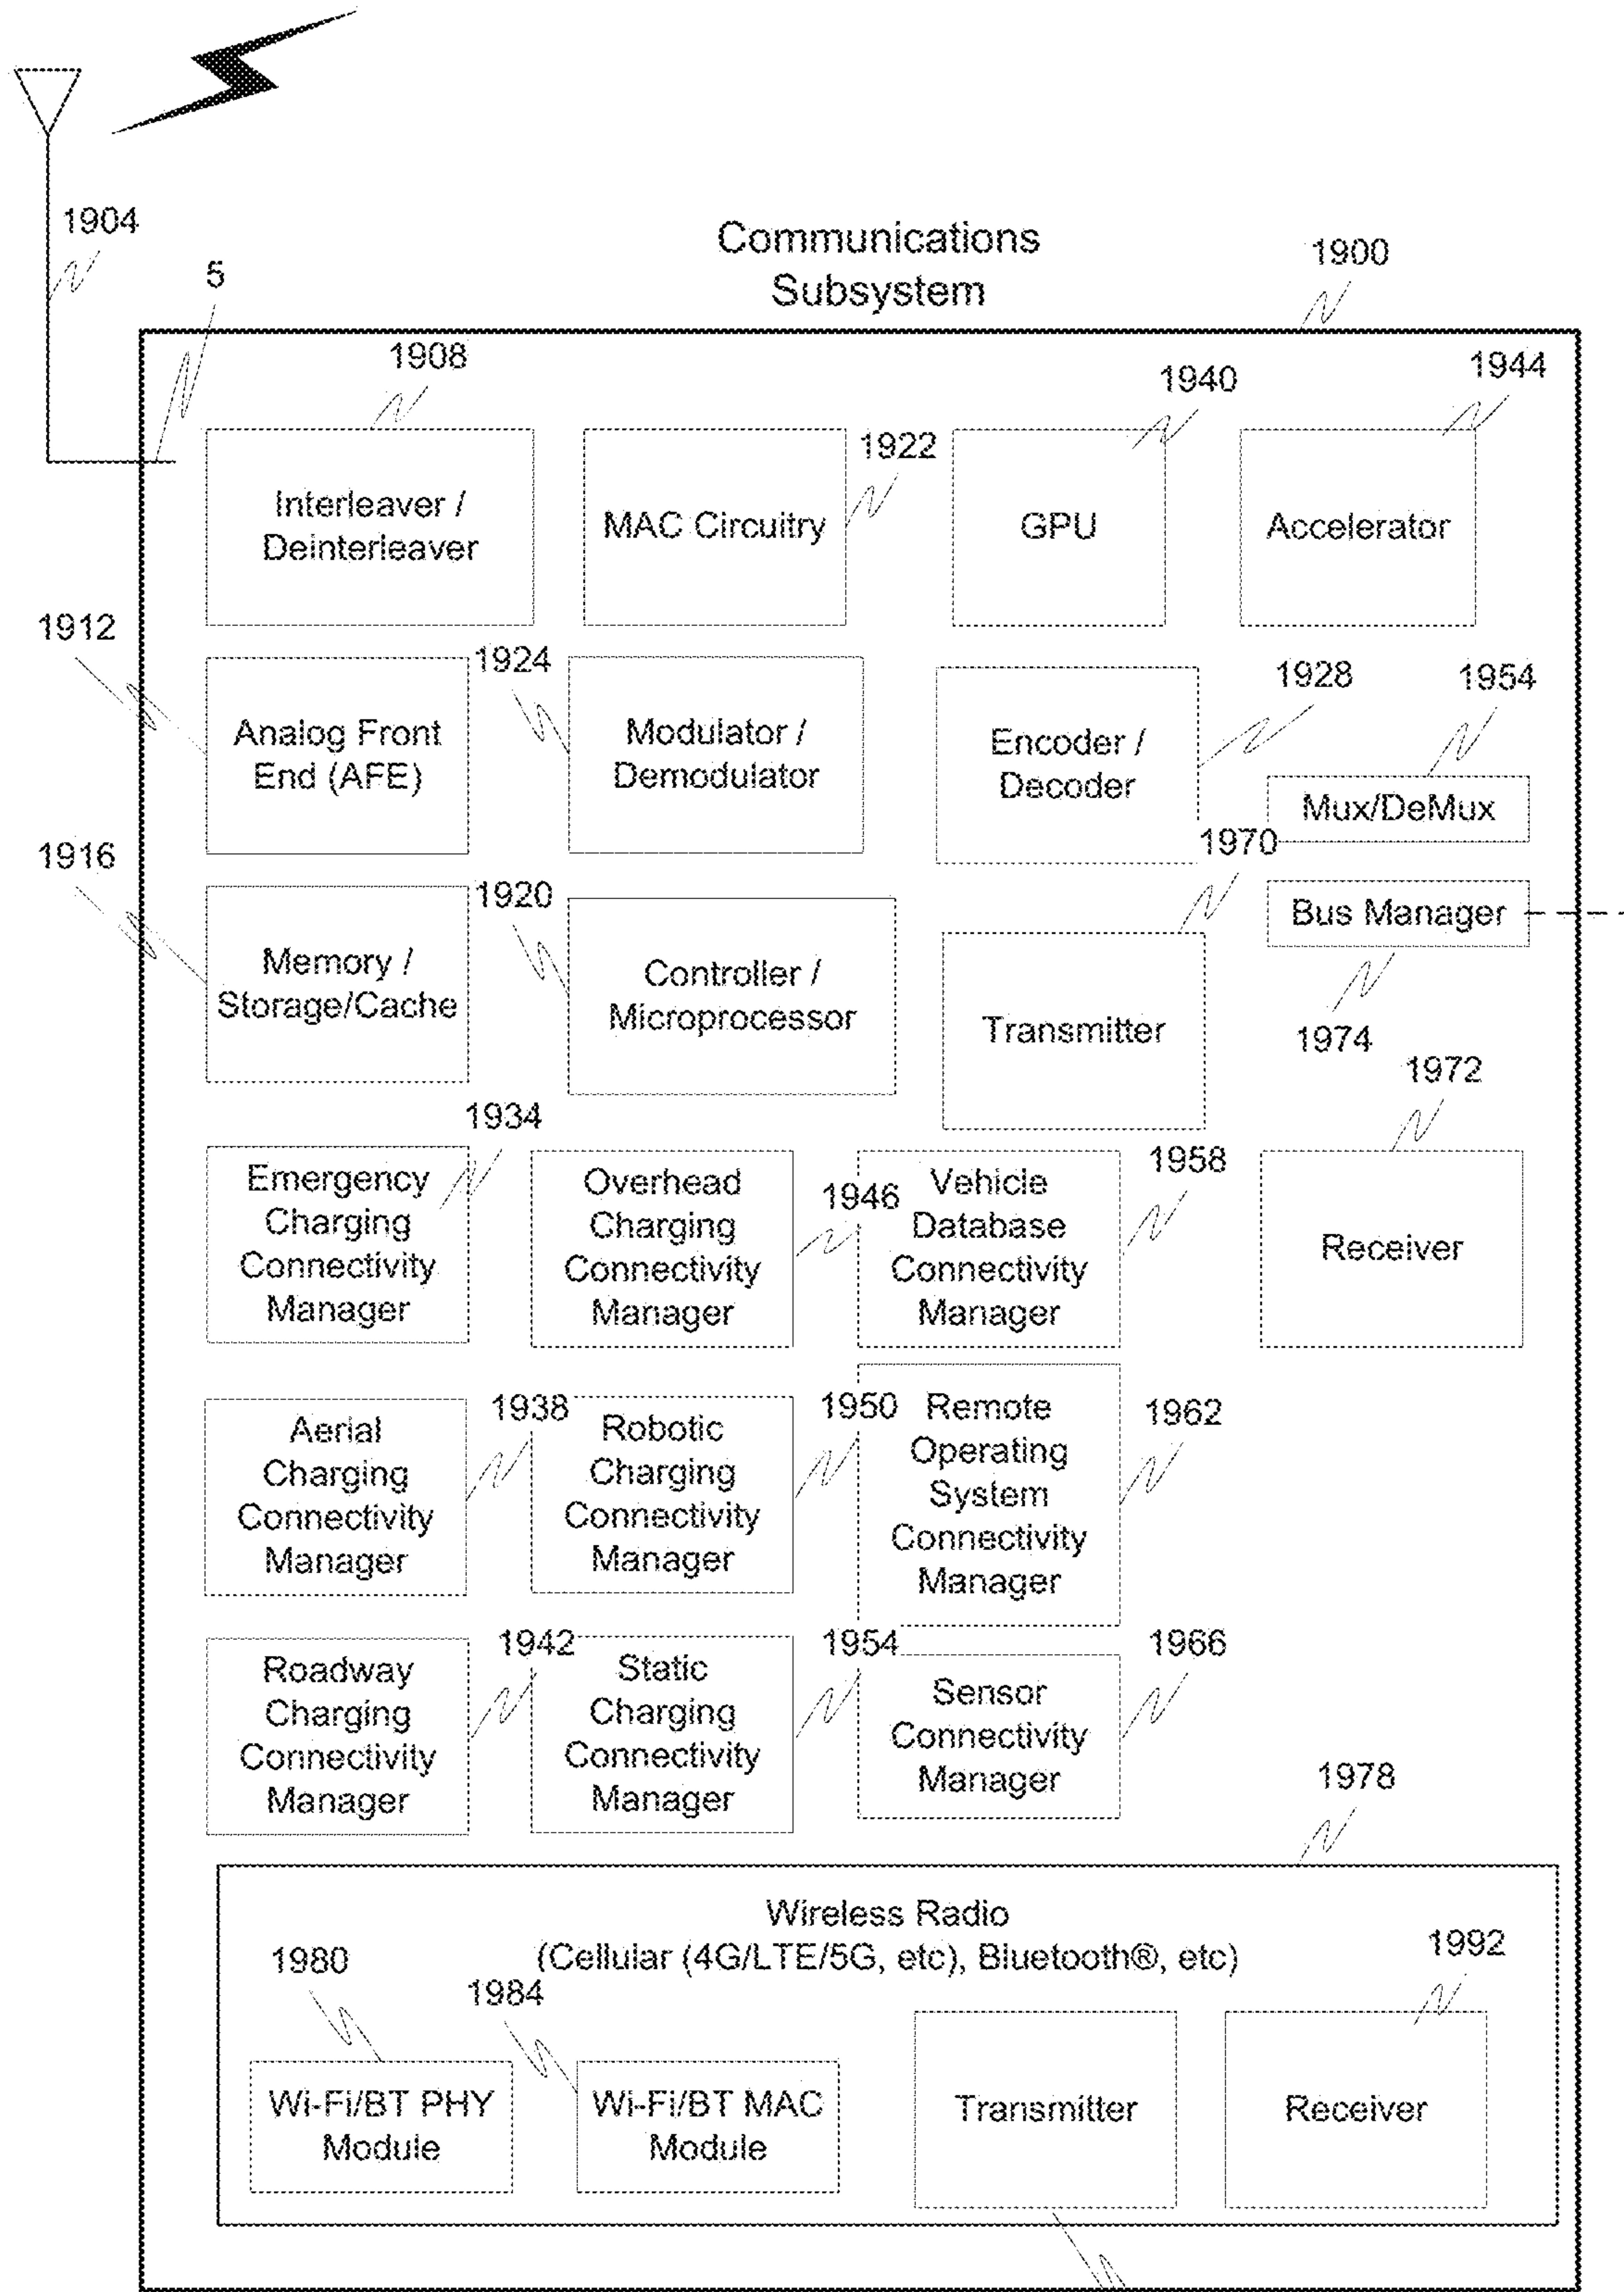 1904
5
Communications
Subsystem
1900
1908
1922
1940
1944
Interleaver /
Deinterleaver
MAC Circuitry
GPU
Accelerator
1912
1924
1928
1954
Analog Front
End (AFE)
Modulator /
Demodulator
Encoder /
Decoder
Mux/DeMux
1916
1920
1970
Bus Manager
1974
Memory /
Storage/Cache
Controller /
Microprocessor
Transmitter
1972
1934
Emergency
Charging
Connectivity
Manager
Overhead
Charging
Connectivity
Manager
1946
Vehicle
Database
Connectivity
Manager
1958
Receiver
Aerial
Charging
Connectivity
Manager
1938
Robotic
Charging
Connectivity
Manager
1950
Remote
Operating
System
Connectivity
Manager
1962
Roadway
Charging
Connectivity
Manager
1942
Static
Charging
Connectivity
Manager
1954
Sensor
Connectivity
Manager
1966
1978
Wireless Radio
(Cellular (4G/LTE/5G, etc), Bluetooth®, etc)
1980
1984
1992
Wi-Fi/BT PHY
Module
Wi-Fi/BT MAC
Module
Transmitter
Receiver